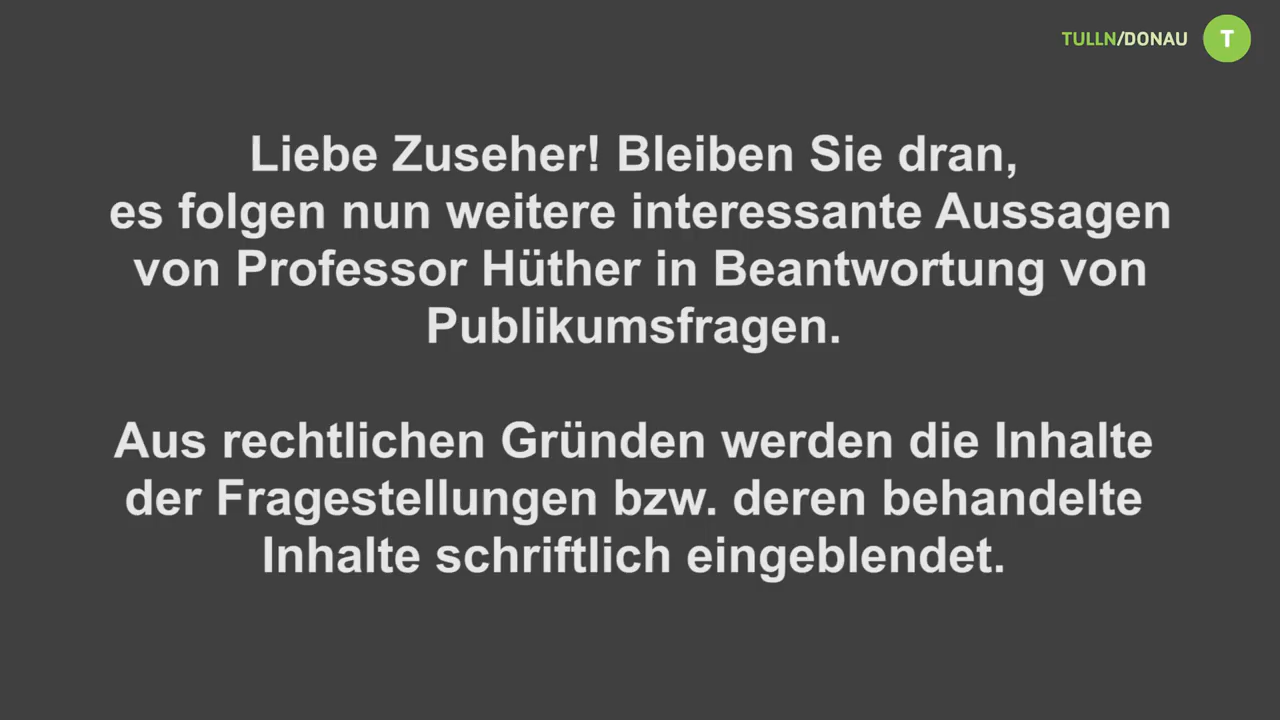 TULLN/DONAU T
Liebe Zuseher! Bleiben Sie dran,
es folgen nun weitere interessante Aussagen
von Professor Hüther in Beantwortung von
Publikumsfragen.
Aus rechtlichen Gründen werden die Inhalte
der Fragestellungen bzw. deren behandelte
Inhalte schriftlich eingeblendet.